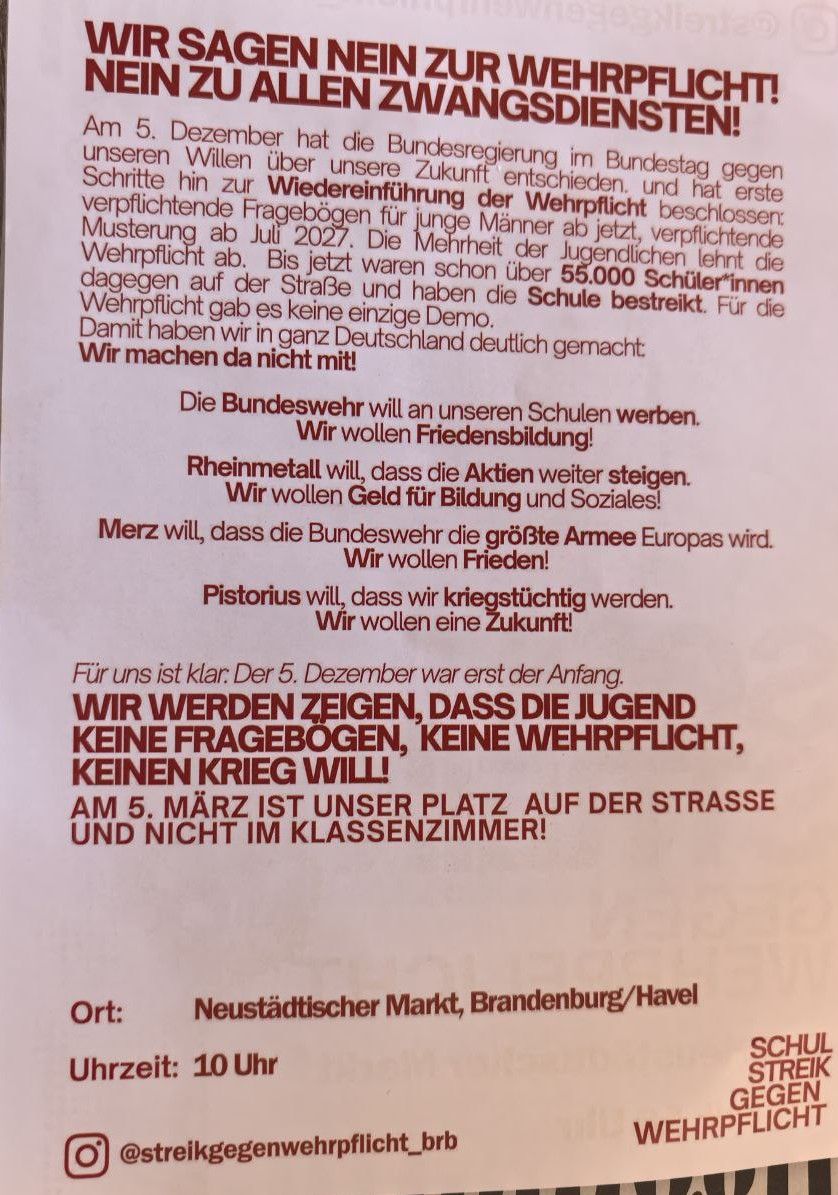 WIR SAGEN NEIN ZUR WEHRPFLICHT!
NEIN ZU ALLEN ZWANGSDIENSTEN!
Am 5. Dezember hat die Bundesregierung im Bundestag gegen
unseren Willen über unsere Zukunft entschieden. und hat erste
Schritte hin zur Wiedereinführung der Wehrpflicht beschlossen:
verpflichtende Fragebögen für junge Männer ab jetzt, verpflichtende
Musterung ab Juli 2027. Die Mehrheit der Jugendlichen lehnt die
Wehrpflicht ab. Bis jetzt waren schon über 55.000 Schüler*innen
dagegen auf der Straße und haben die Schule bestreikt. Für die
Wehrpflicht gab es keine einzige Demo.
Damit haben wir in ganz Deutschland deutlich gemacht:
Wir machen da nicht mit!
Die Bundeswehr will an unseren Schulen werben.
Wir wollen Friedensbildung!
Rheinmetall will, dass die Aktien weiter steigen.
Wir wollen Geld für Bildung und Soziales!
Merz will, dass die Bundeswehr die größte Armee Europas wird.
Wir wollen Frieden!
Pistorius will, dass wir kriegstüchtig werden.
Wir wollen eine Zukunft!
Für uns ist klar: Der 5. Dezember war erst der Anfang.
WIR WERDEN ZEIGEN, DASS DIE JUGEND
KEINE FRAGEBÖGEN, KEINE WEHRPFLICHT,
KEINEN KRIEG WILL!
AM 5. MÄRZ IST UNSER PLATZ AUF DER STRASSE
UND NICHT IM KLASSENZIMMER!
Ort: Neustädtischer Markt, Brandenburg/Havel
Uhrzeit: 10 Uhr
@streikgegenwehrpflicht_brb
SCHUL
STREIK
GEGEN
WEHRPFLICHT